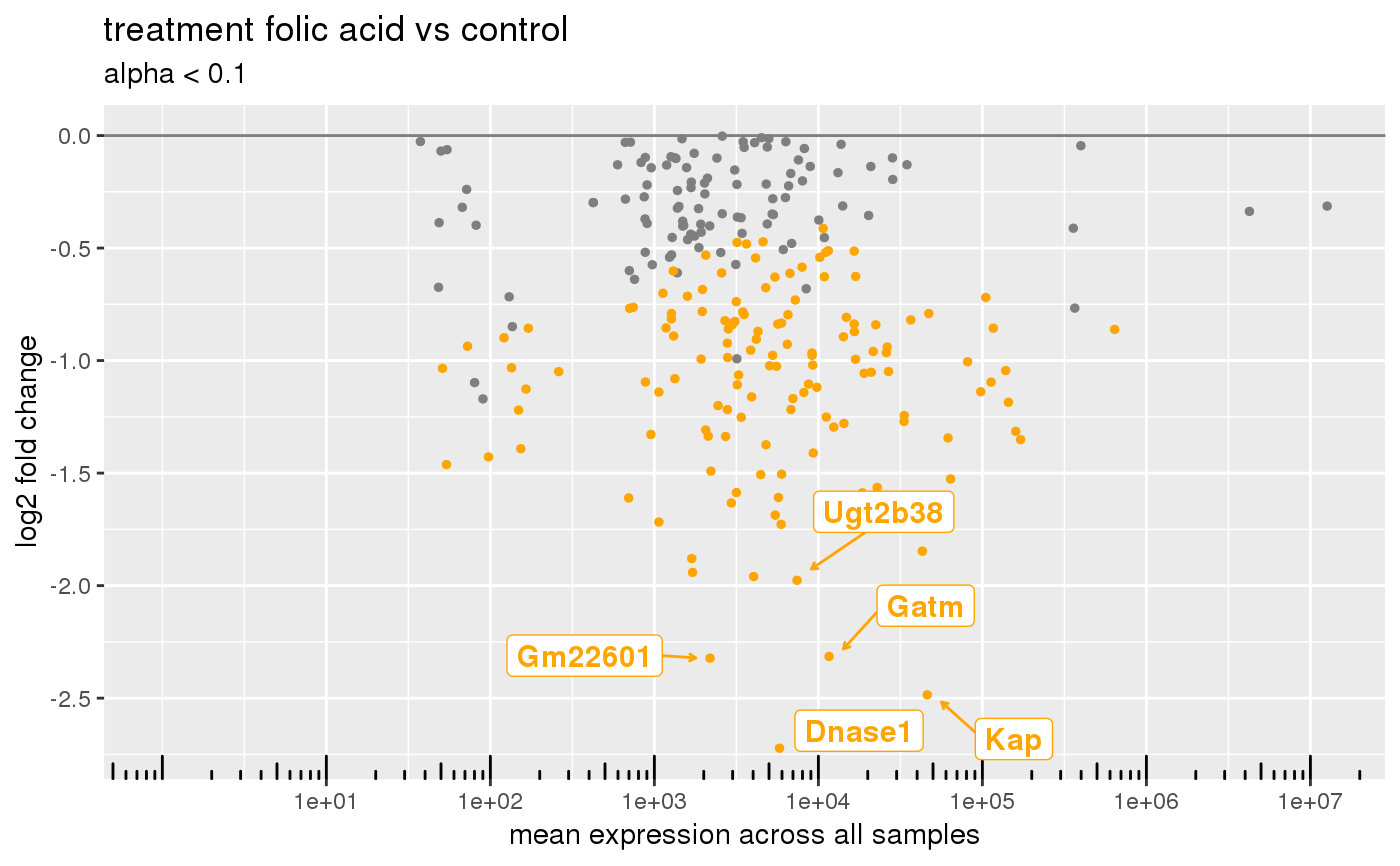 treatment folic acid vs control
alpha < 0.1
log2 fold change
0.0
-0.5
-1.0
-1.5
-2.0
-2.5
Ugt2b38
Gatm
Gm22601
Dnase1
Kap
1e+01 1e+02 1e+03 1e+04 1e+05 1e+06 1e+07
mean expression across all samples